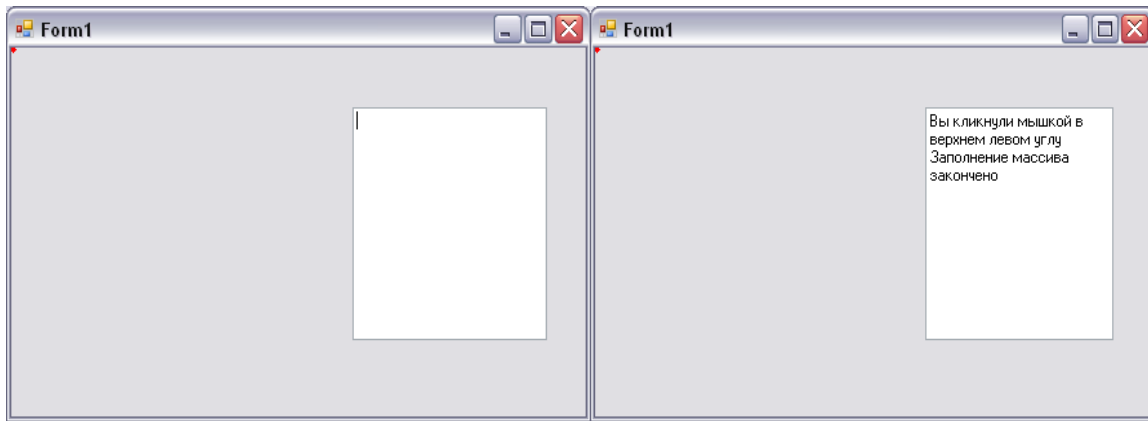 Form1
Form1
Вы кликнули мышкой в
верхнем левом углу
Заполнение массива
закончено